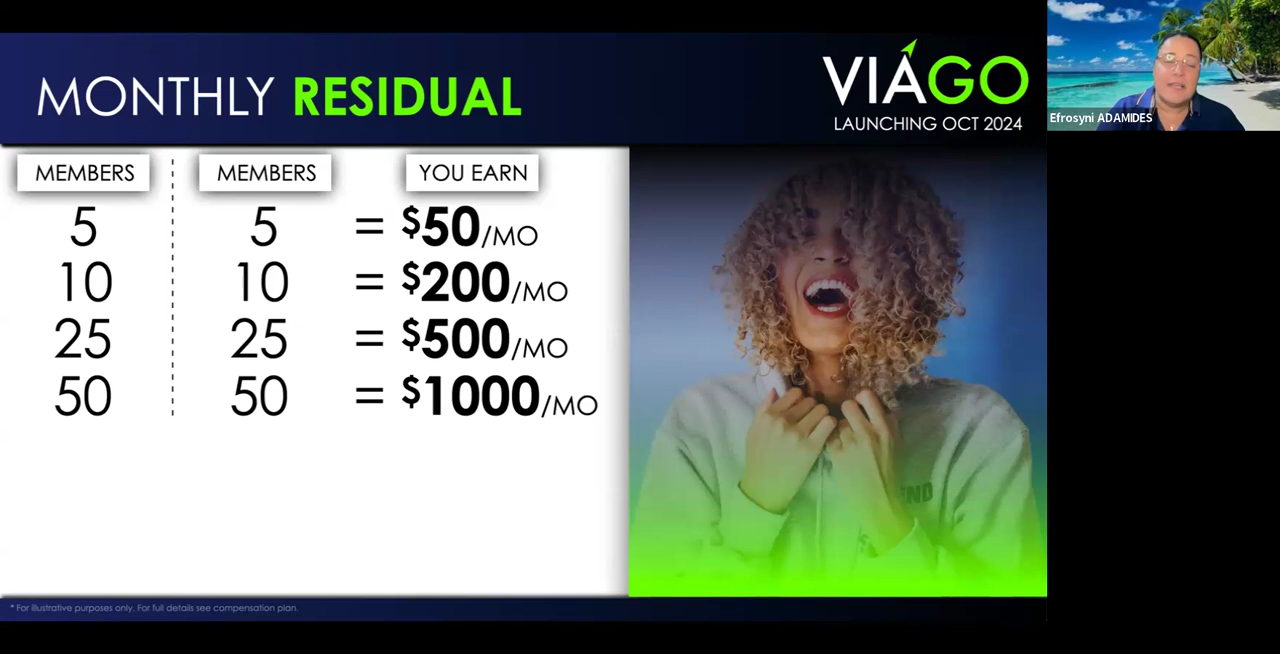 MONTHLY RESIDUAL
VIAGO
LAUNCHING OCT 2024
Efrosyni ADAMIDES
MEMBERS MEMBERS YOU EARN
5 5 = $50/MO
10 10 = $200/MO
25 25 = $500/MO
50 50 = $1000/MO
* For illustrative purposes only. For full details see compensation plan.